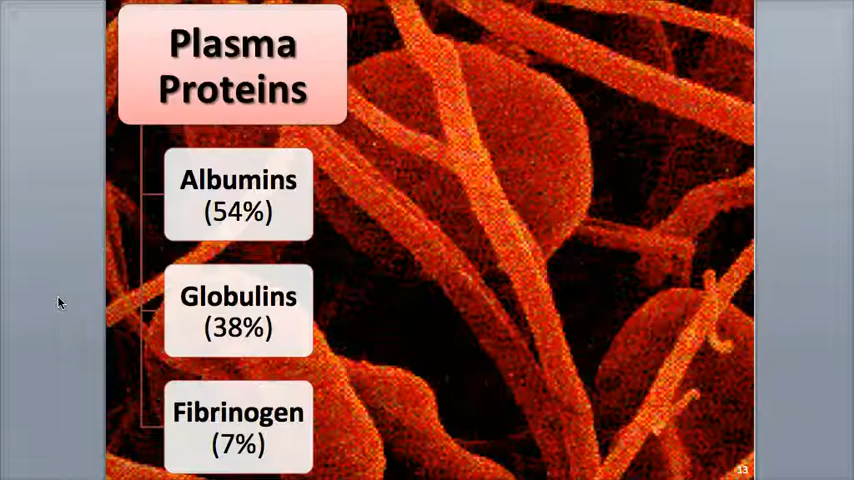 Plasma
Proteins
Albumins
(54%)
Globulins
(38%)
Fibrinogen
(7%)
13